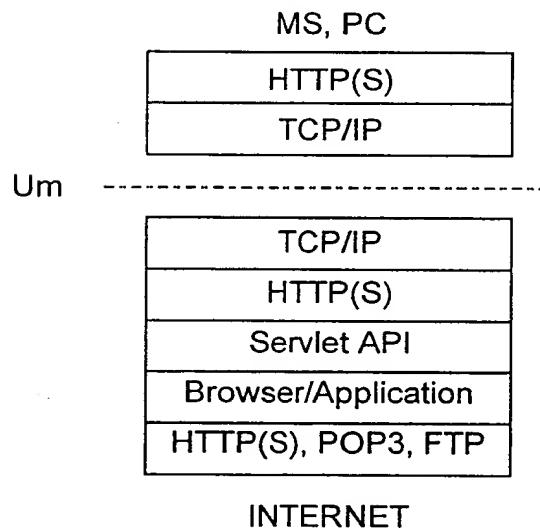 MS, PC
HTTP(S)
TCP/IP
Um
TCP/IP
HTTP(S)
Servlet API
Browser/Application
HTTP(S), POP3, FTP
INTERNET